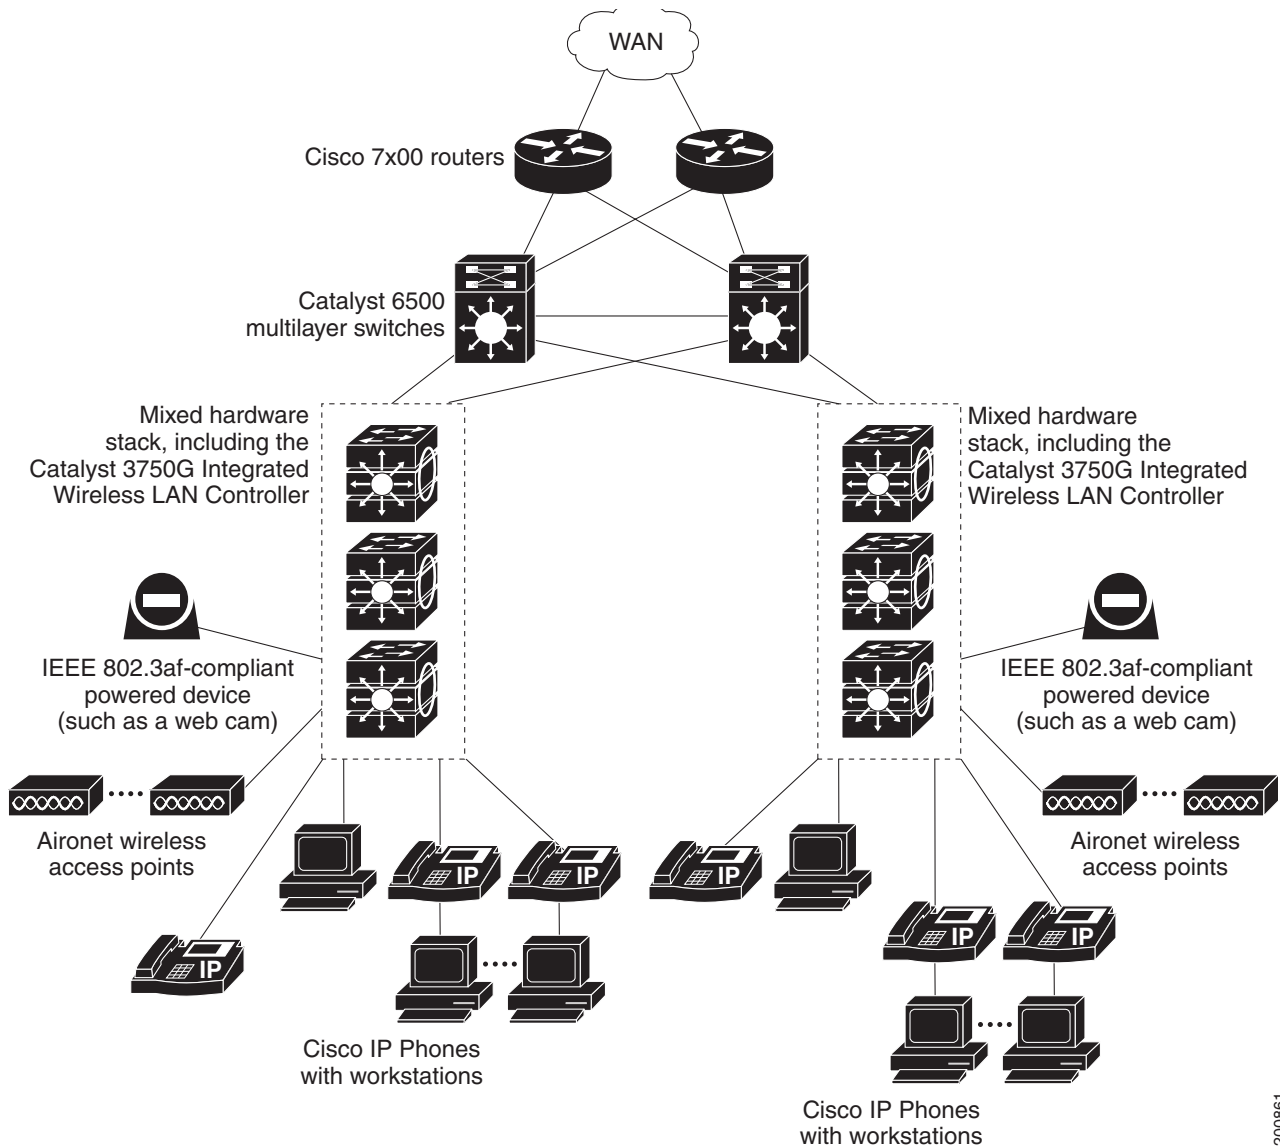 WAN
Cisco 7x00 routers
Catalyst 6500
multilayer switches
Mixed hardware
stack, including the
Catalyst 3750G Integrated
Wireless LAN Controller
Mixed hardware
stack, including the
Catalyst 3750G Integrated
Wireless LAN Controller
IEEE 802.3af-compliant
powered device
(such as a web cam)
IEEE 802.3af-compliant
powered device
(such as a web cam)
Aironet wireless
access points
Aironet wireless
access points
IP
IP
IP
IP
IP
IP
Cisco IP Phones
with workstations
Cisco IP Phones
with workstations
200861